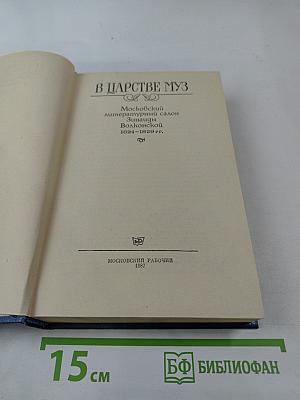 В ЦАРСТВЕ МУЗ
Московский
литературный салон
Зинаиды
Волконской
1824–1829 гг.
МОСКОВСКИЙ РАБОЧИЙ
1987
15 см
БФ БИБЛИОФАН